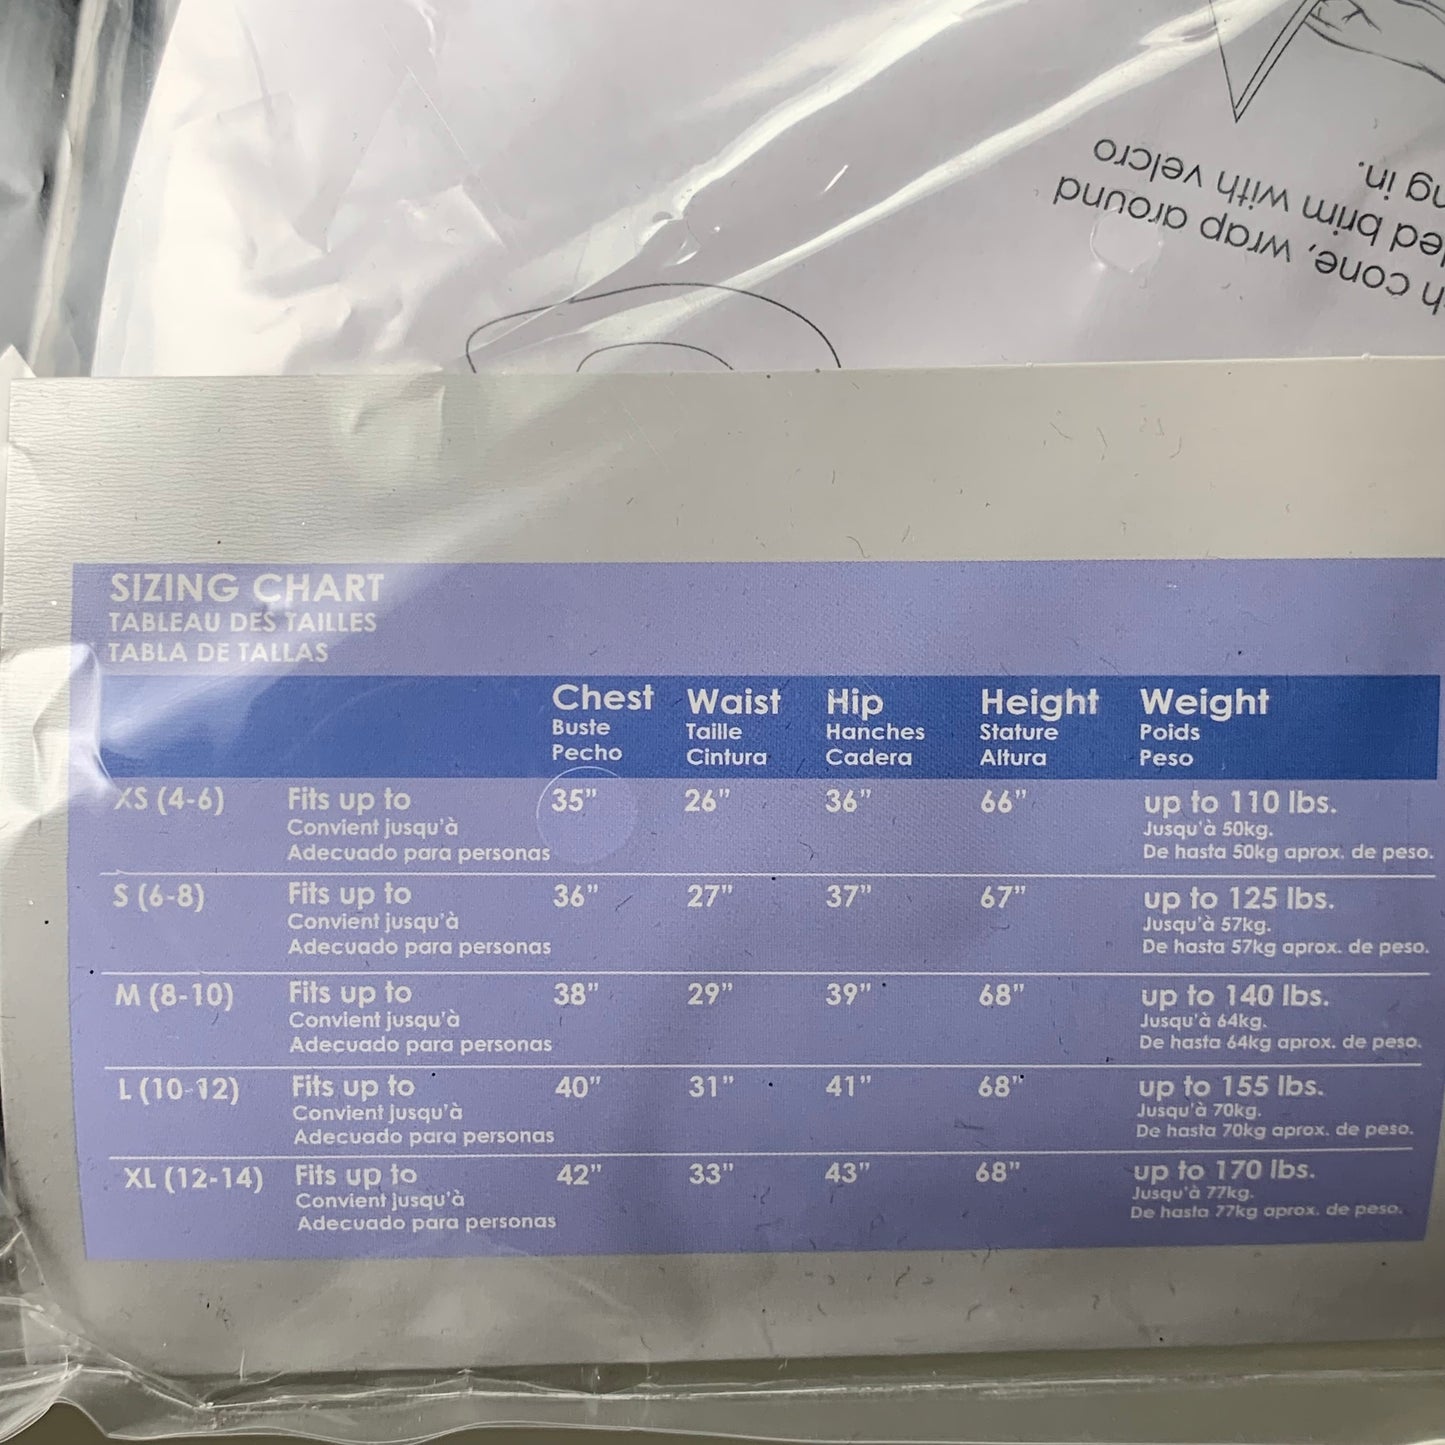 h cone, wrap around
ed brim with velcro
ng in.
SIZING CHART
TABLEAU DES TAILLES
TABLA DE TALLAS
Chest Waist Hip Height Weight
Buste Taille Hanches Stature Poids
Pecho Cintura Cadera Altura Peso
XS (4-6) Fits up to 35" 26" 36" 66" up to 110 lbs.
Convient jusqu'à Jusqu'à 50kg.
Adecuado para personas De hasta 50kg aprox. de peso.
S (6-8) Fits up to 36" 27" 37" 67" up to 125 lbs.
Convient jusqu'à Jusqu'à 57kg.
Adecuado para personas De hasta 57kg aprox. de peso.
M (8-10) Fits up to 38" 29" 39" 68" up to 140 lbs.
Convient jusqu'à Jusqu'à 64kg.
Adecuado para personas De hasta 64kg aprox. de peso.
L (10-12) Fits up to 40" 31" 41" 68" up to 155 lbs.
Convient jusqu'à Jusqu'à 70kg.
Adecuado para personas De hasta 70kg aprox. de peso.
XL (12-14) Fits up to 42" 33" 43" 68" up to 170 lbs.
Convient jusqu'à Jusqu'à 77kg.
Adecuado para personas De hasta 77kg aprox. de peso.